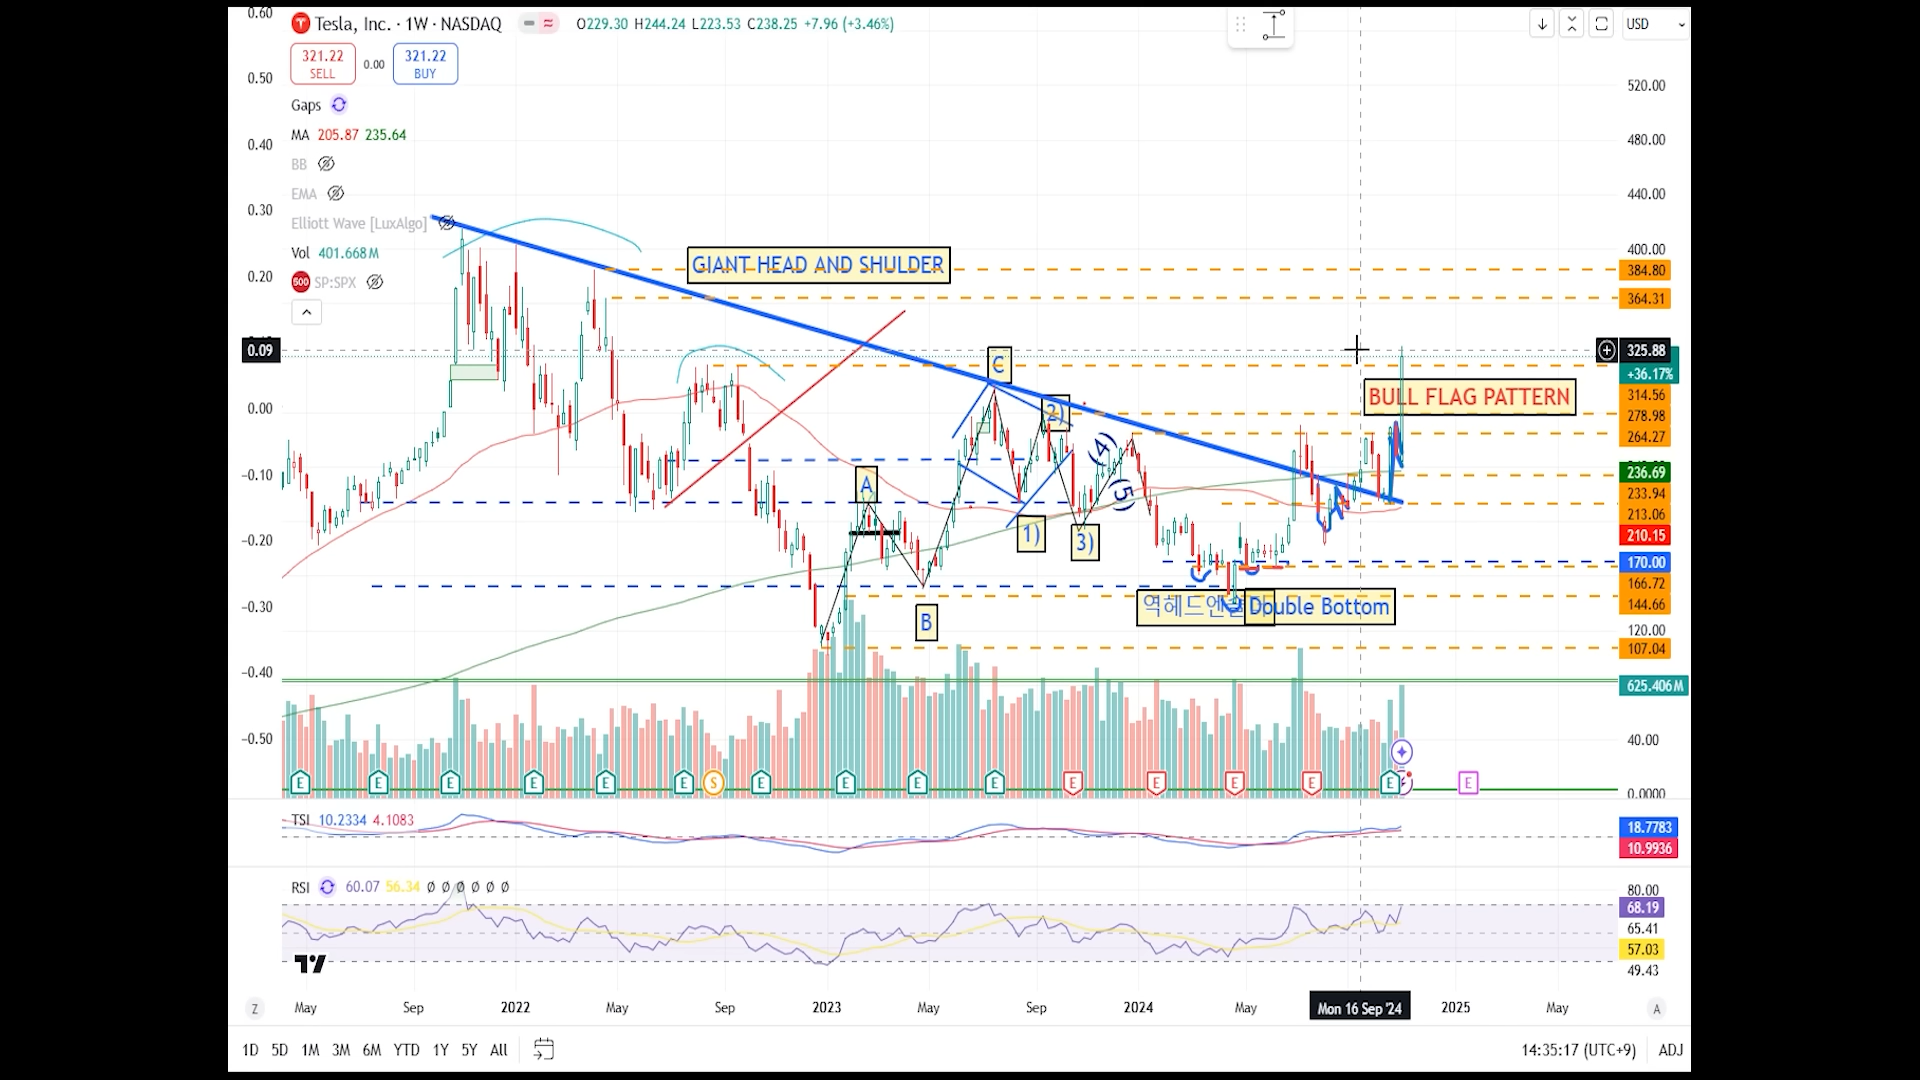 Tesla, Inc. · 1W · NASDAQ
O229.30 H244.24 L223.53 C238.25 +7.96 (+3.46%)
USD
321.22 SELL
0.00
321.22 BUY
Gaps
MA 205.87 235.64
BB
EMA
Elliott Wave [LuxAlgo]
Vol 401.668M
500 SP:SPX
0.60
0.50
0.40
0.30
0.20
0.09
0.00
−0.10
−0.20
−0.30
−0.40
−0.50
GIANT HEAD AND SHULDER
BULL FLAG PATTERN
A
B
C
1)
2)
3)
(4)
(5)
역헤드엔
Double Bottom
520.00
480.00
440.00
400.00
384.80
364.31
325.88
+36.17%
314.56
278.98
264.27
236.69
233.94
213.06
210.15
170.00
166.72
144.66
120.00
107.04
625.406M
40.00
0.0000
E E E E E E S E E E E E E E E E E
TSI 10.2334 4.1083
18.7783
10.9936
RSI 60.07 56.34 Ø Ø Ø Ø Ø Ø
80.00
68.19
65.41
57.03
49.43
Z May Sep 2022 May Sep 2023 May Sep 2024 May Mon 16 Sep '24 2025 May A
1D 5D 1M 3M 6M YTD 1Y 5Y All
14:35:17 (UTC+9) ADJ